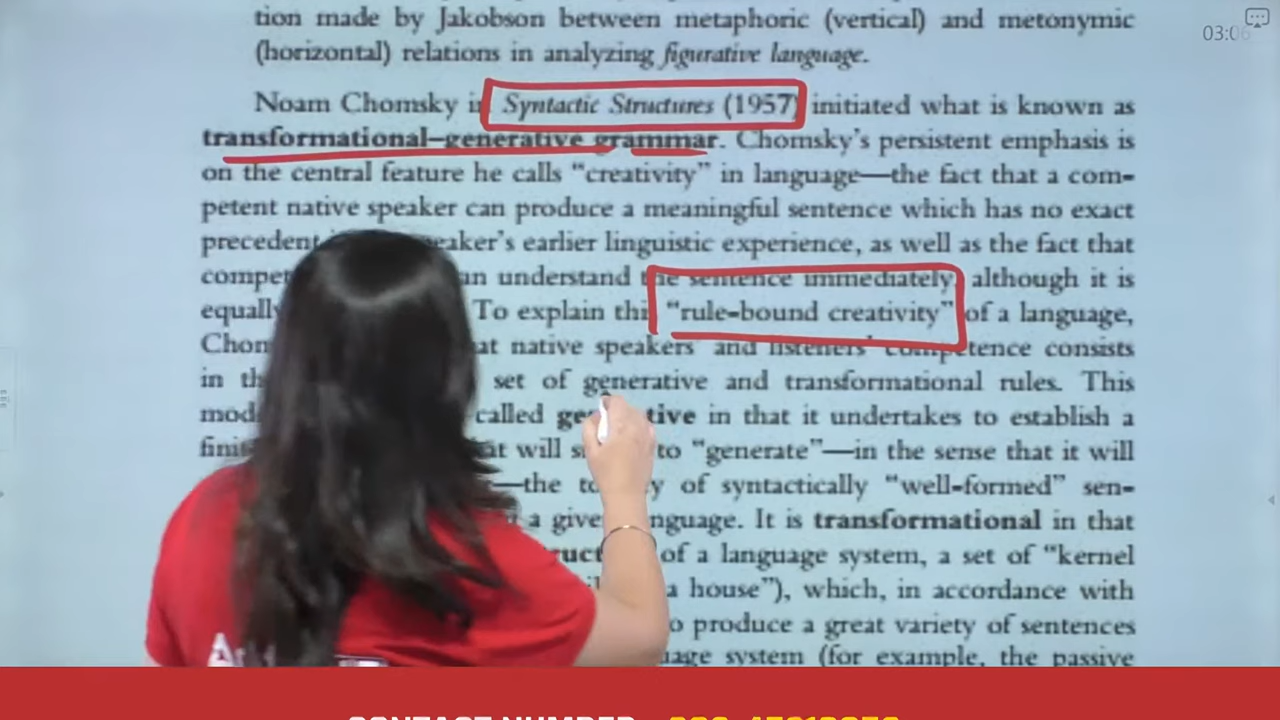 tion made by Jakobson between metaphoric (vertical) and metonymic
03:06
(horizontal) relations in analyzing figurative language.
Noam Chomsky in Syntactic Structures (1957) initiated what is known as
transformational–generative grammar. Chomsky's persistent emphasis is
on the central feature he calls "creativity" in language—the fact that a com-
petent native speaker can produce a meaningful sentence which has no exact
precedent speaker's earlier linguistic experience, as well as the fact that
understand the sentence immediately, although it is
equally To explain this "rule-bound creativity" of a language,
native speakers' and listeners' competence consists
in set of generative and transformational rules. This
called generative in that it undertakes to establish a
will to "generate"—in the sense that it will
—the of syntactically "well-formed" sen-
a given language. It is transformational in that
of a language system, a set of "kernel
a house"), which, in accordance with
to produce a great variety of sentences
system (for example, the passive
CONTACT NUMBER